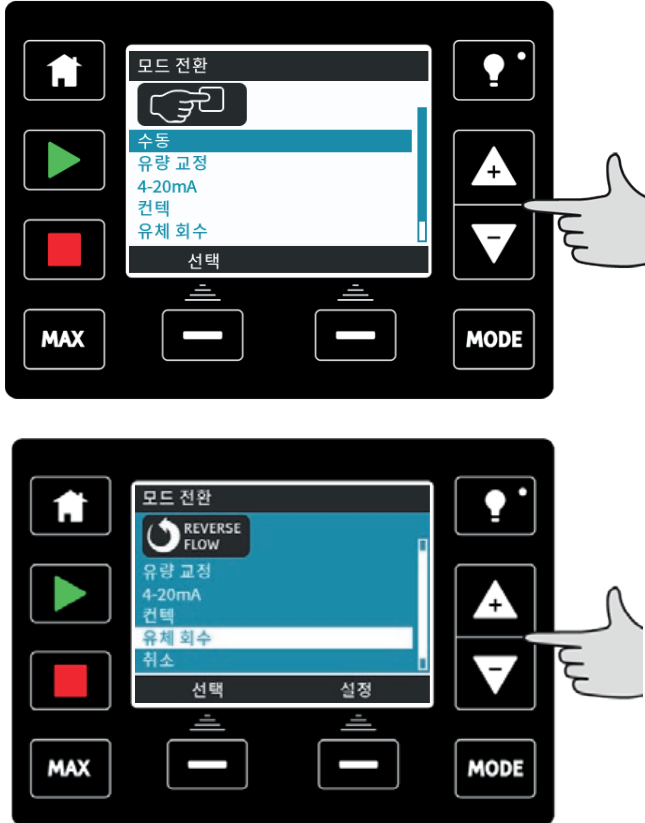 모드 전환
수동
유량 교정
4-20mA
컨텍
유체 회수
선택
MAX
MODE
모드 전환
REVERSE
FLOW
유량 교정
4-20mA
컨텍
유체 회수
취소
선택 설정
MAX
MODE